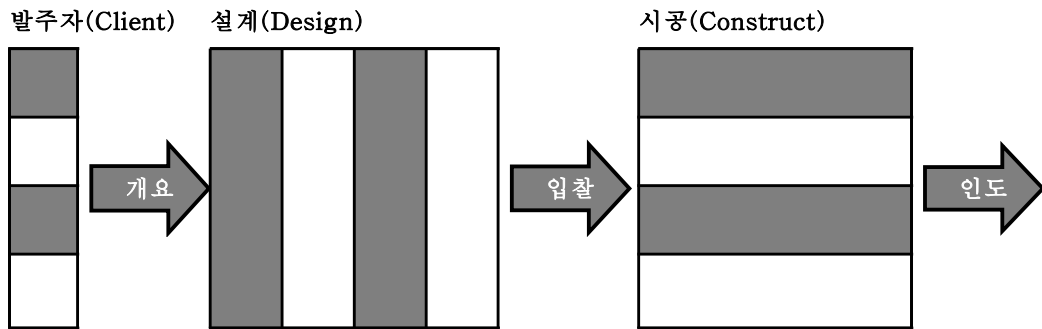 발주자(Client) 설계(Design) 시공(Construct)
개요 입찰 인도